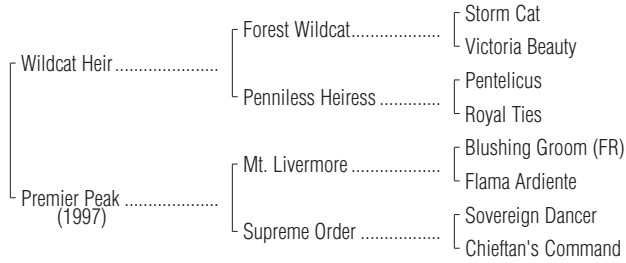 Wildcat Heir ......................
Forest Wildcat...................
Storm Cat
Victoria Beauty
Penniless Heiress .............
Pentelicus
Royal Ties
Premier Peak ....................
(1997)
Mt. Livermore ...................
Blushing Groom (FR)
Flama Ardiente
Supreme Order .................
Sovereign Dancer
Chieftan's Command